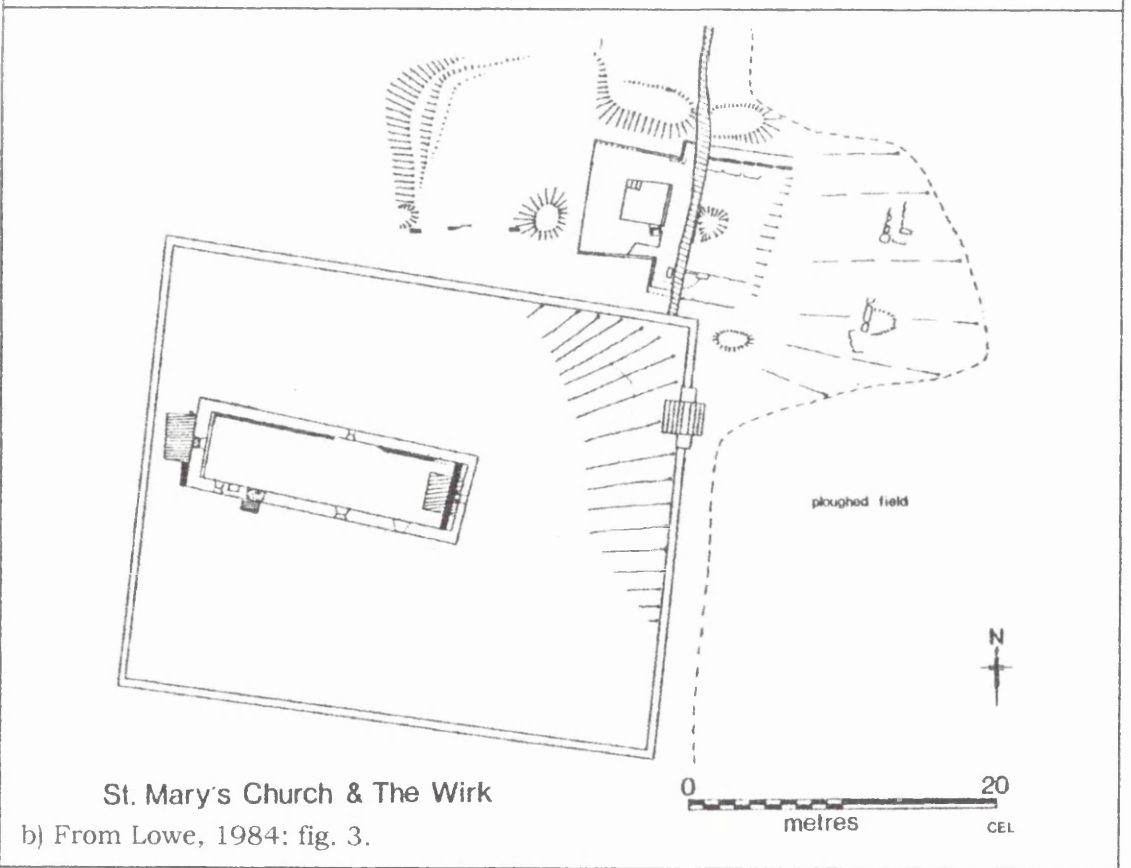 ploughed field
N
0 20
metres
CEL
St. Mary's Church & The Wirk
b) From Lowe, 1984: fig. 3.